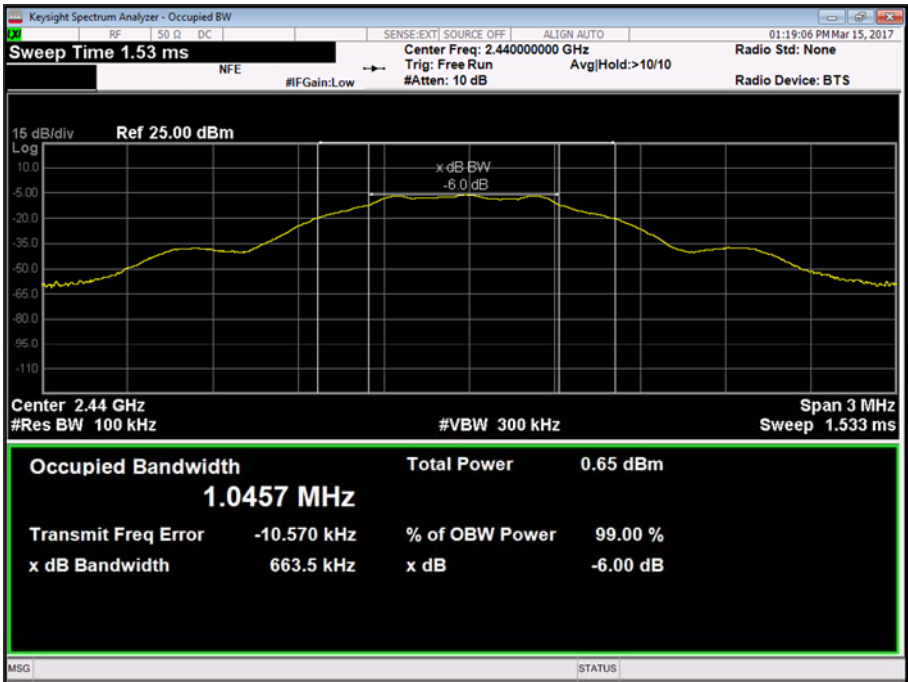 Keysight Spectrum Analyzer - Occupied BW
LXI RF 50 Ω DC SENSE:EXT SOURCE OFF ALIGN AUTO 01:19:06 PM Mar 15, 2017
Sweep Time 1.53 ms Center Freq: 2.440000000 GHz Radio Std: None
NFE Trig: Free Run Avg|Hold:>10/10
#IFGain:Low #Atten: 10 dB Radio Device: BTS
15 dB/div Ref 25.00 dBm
Log
10.0
-5.00
-20.0
-35.0
-50.0
-65.0
-80.0
-95.0
-110
x dB BW
-6.0 dB
Center 2.44 GHz Span 3 MHz
#Res BW 100 kHz #VBW 300 kHz Sweep 1.533 ms
Occupied Bandwidth Total Power 0.65 dBm
1.0457 MHz
Transmit Freq Error -10.570 kHz % of OBW Power 99.00 %
x dB Bandwidth 663.5 kHz x dB -6.00 dB
MSG STATUS